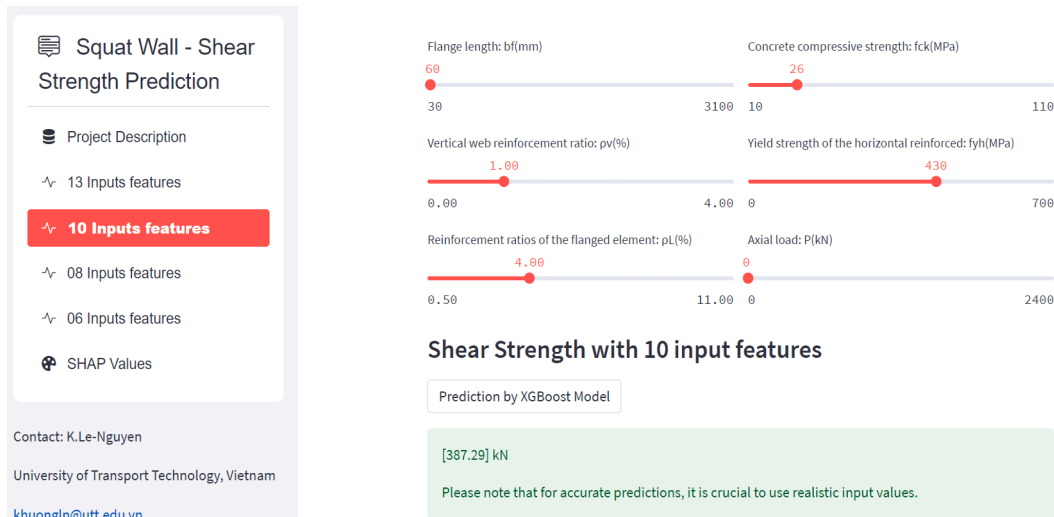 Squat Wall - Shear
Strength Prediction
Project Description
13 Inputs features
10 Inputs features
08 Inputs features
06 Inputs features
SHAP Values
Contact: K.Le-Nguyen
University of Transport Technology, Vietnam
khuongln@utt.edu.vn
Flange length: bf(mm)
60
30 3100
Concrete compressive strength: fck(MPa)
26
10 110
Vertical web reinforcement ratio: ρv(%)
1.00
0.00 4.00
Yield strength of the horizontal reinforced: fyh(MPa)
430
0 700
Reinforcement ratios of the flanged element: ρL(%)
4.00
0.50 11.00
Axial load: P(kN)
0
0 2400
Shear Strength with 10 input features
Prediction by XGBoost Model
[387.29] kN
Please note that for accurate predictions, it is crucial to use realistic input values.